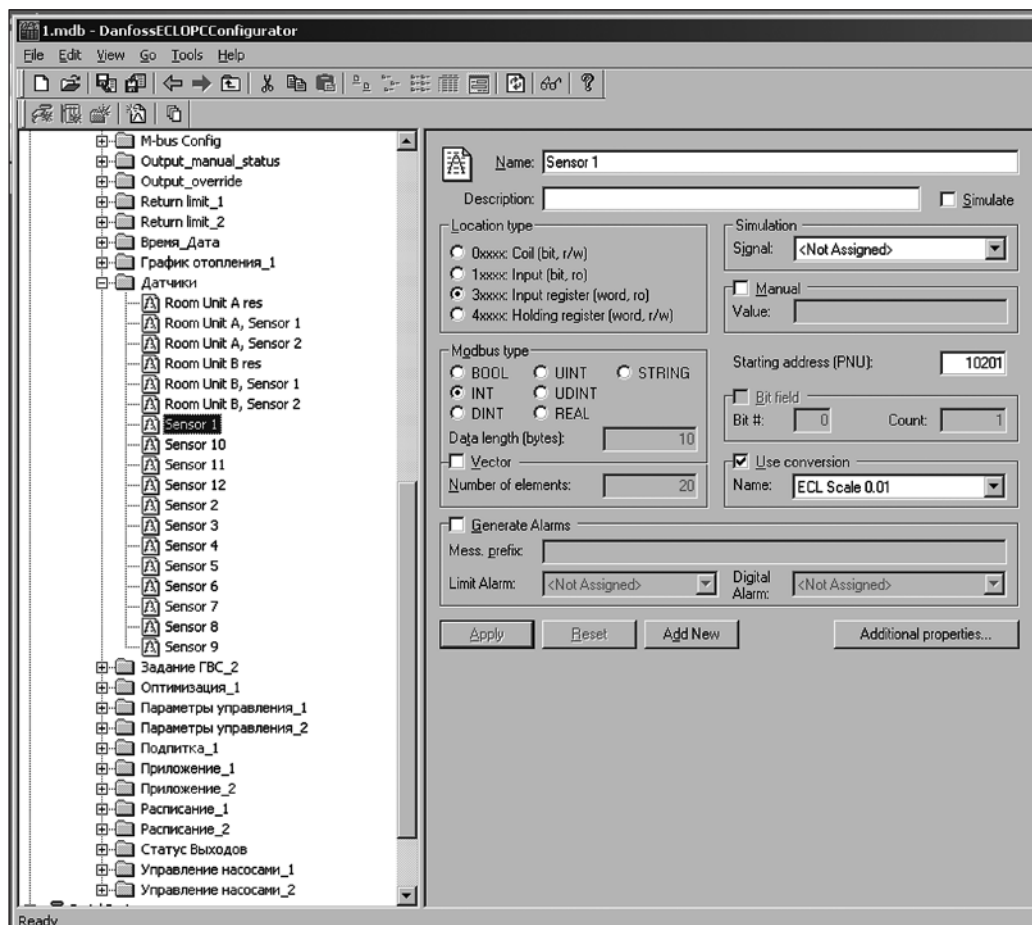 1.mdb - DanfossECLOPCConfigurator
File Edit View Go Tools Help
M-bus Config
Output_manual_status
Output_override
Return limit_1
Return limit_2
Время_Дата
График отопления_1
Датчики
Room Unit A res
Room Unit A, Sensor 1
Room Unit A, Sensor 2
Room Unit B res
Room Unit B, Sensor 1
Room Unit B, Sensor 2
Sensor 1
Sensor 10
Sensor 11
Sensor 12
Sensor 2
Sensor 3
Sensor 4
Sensor 5
Sensor 6
Sensor 7
Sensor 8
Sensor 9
Задание ГВС_2
Оптимизация_1
Параметры управления_1
Параметры управления_2
Подпитка_1
Приложение_1
Приложение_2
Расписание_1
Расписание_2
Статус Выходов
Управление насосами_1
Управление насосами_2
Name: Sensor 1
Description:
Simulate
Location type
0xxxx: Coil (bit, r/w)
1xxxx: Input (bit, ro)
3xxxx: Input register (word, ro)
4xxxx: Holding register (word, r/w)
Simulation
Signal: <Not Assigned>
Manual
Value:
Modbus type
BOOL UINT STRING
INT UDINT
DINT REAL
Data length (bytes): 10
Vector
Number of elements: 20
Starting address (PNU): 10201
Bit field
Bit #: 0 Count: 1
Use conversion
Name: ECL Scale 0.01
Generate Alarms
Mess. prefix:
Limit Alarm: <Not Assigned>
Digital Alarm: <Not Assigned>
Apply Reset Add New Additional properties...
Ready